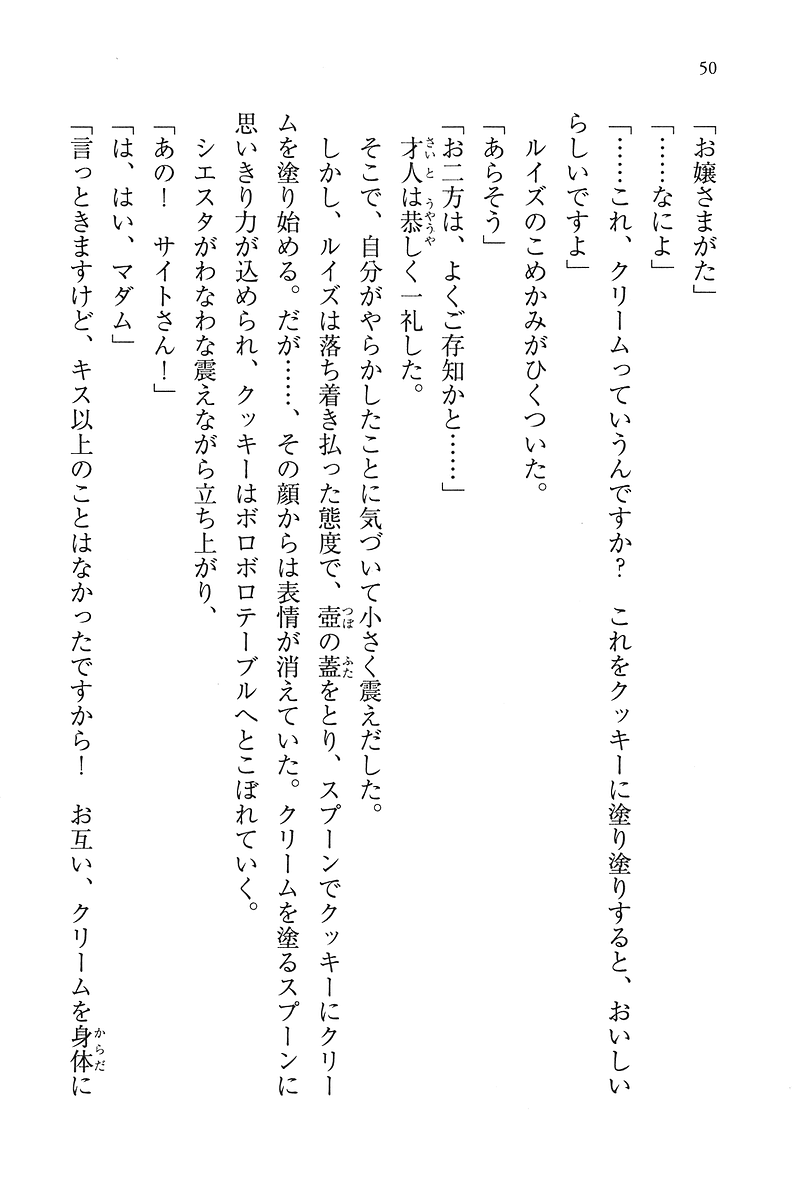 50
「お嬢さまがた」
「……なによ」
「……これ、クリームっていうんですか？　これをクッキーに塗り塗りすると、おいしい
らしいですよ」
　ルイズのこめかみがひくついた。
「あらそう」
「お二方は、よくご存知かと……」
　才人は恭しく一礼した。
　そこで、自分がやらかしたことに気づいて小さく震えだした。
　しかし、ルイズは落ち着き払った態度で、壺の蓋をとり、スプーンでクッキーにクリー
ムを塗り始める。だが……、その顔からは表情が消えていた。クリームを塗るスプーンに
思いきり力が込められ、クッキーはボロボロテーブルへとこぼれていく。
　シエスタがわなわな震えながら立ち上がり、
「あの！　サイトさん！」
「は、はい、マダム」
「言っときますけど、キス以上のことはなかったですから！　お互い、クリームを身体に